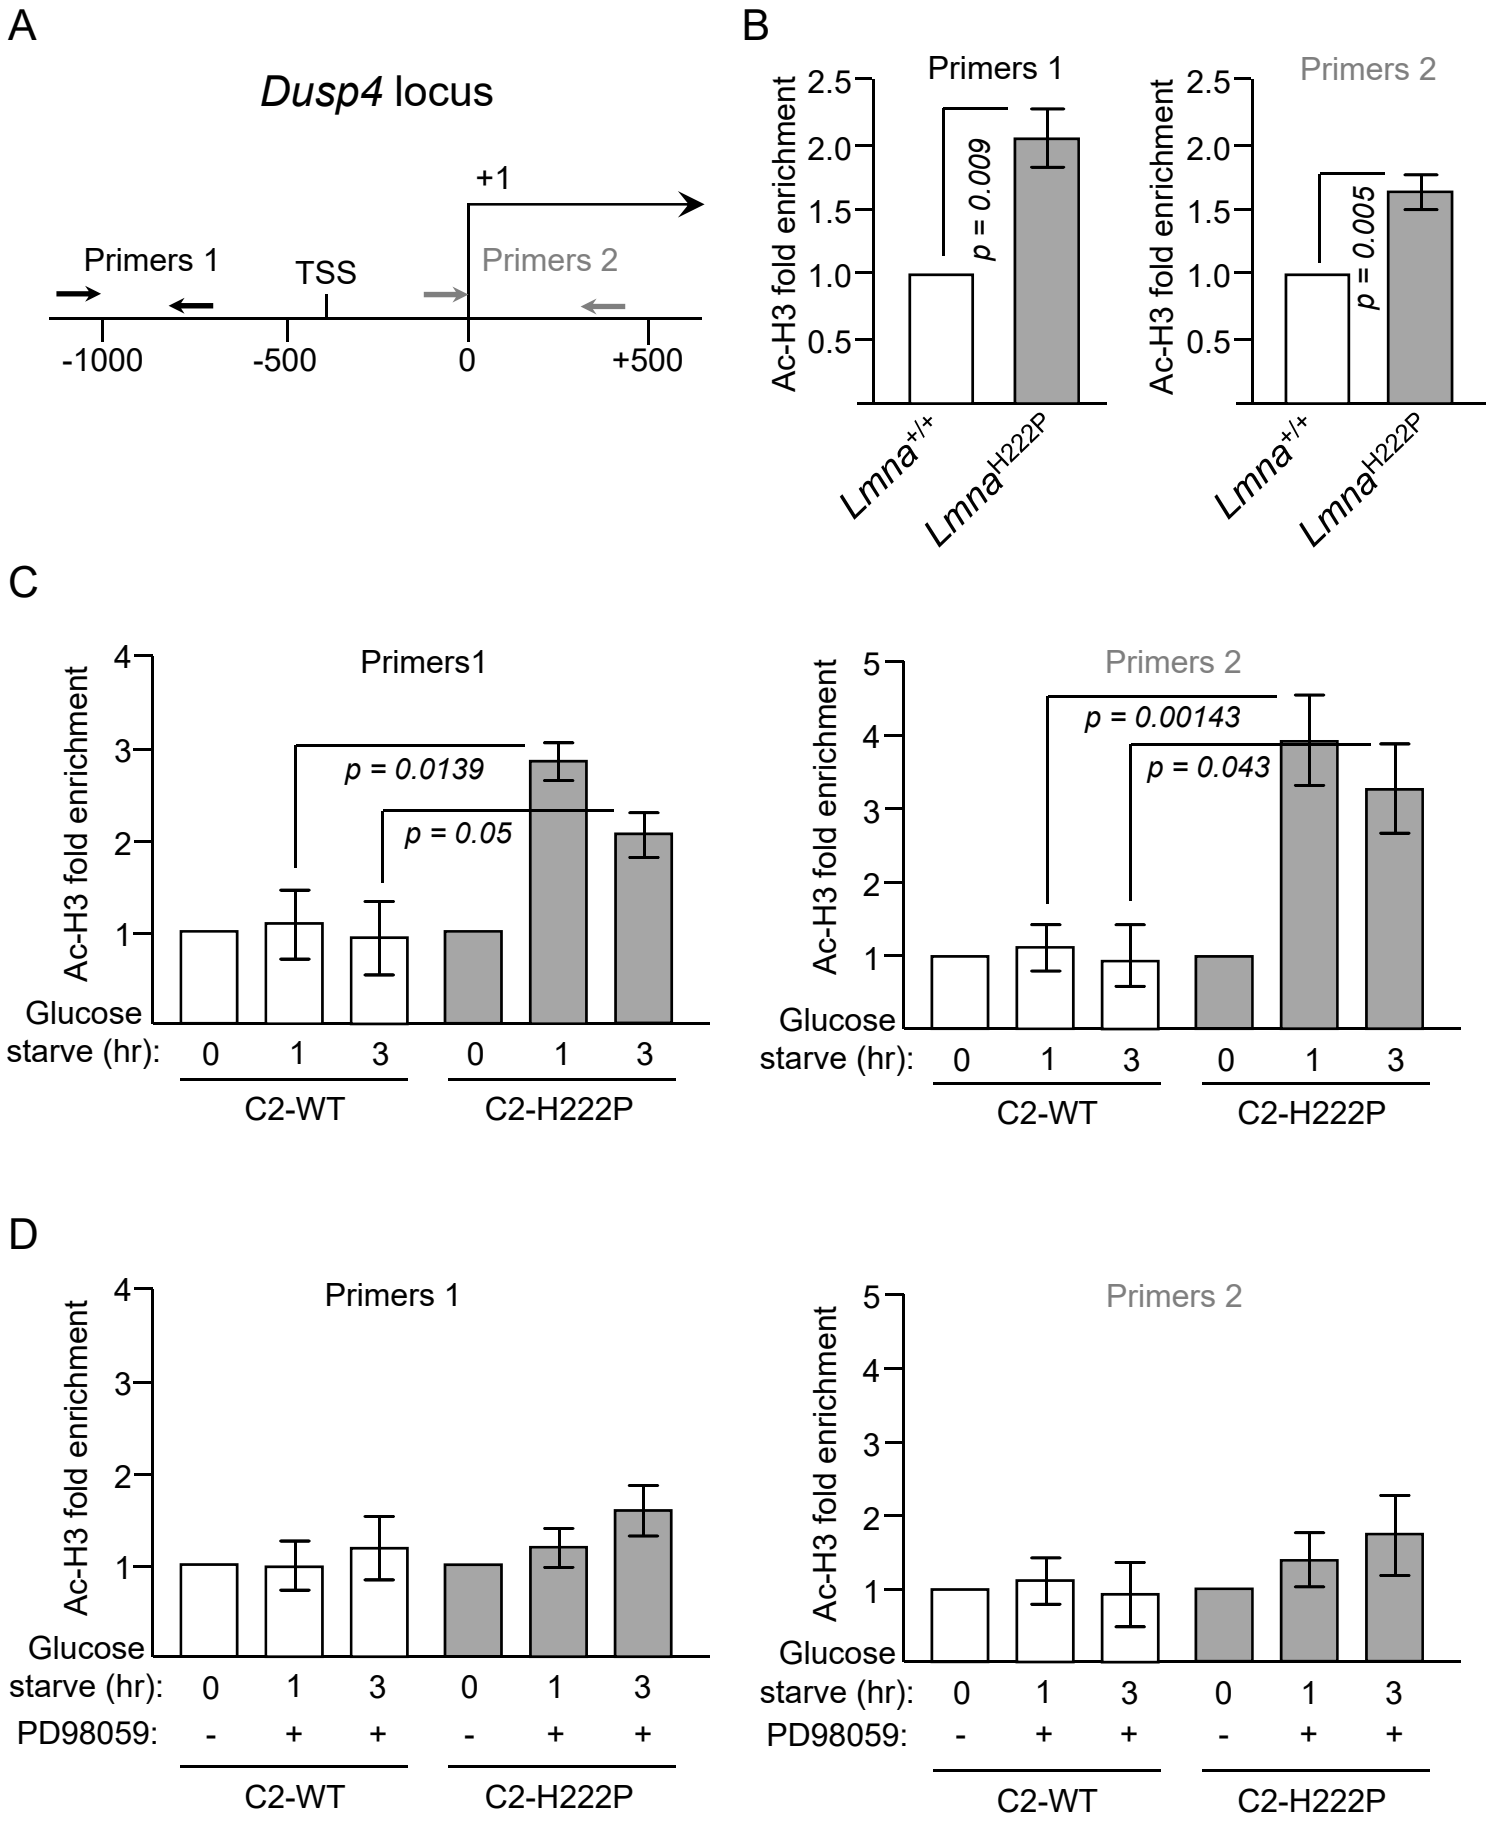 A
Dusp4 locus
+1
Primers 1
TSS
Primers 2
-1000
-500
0
+500
B
Primers 1
Ac-H3 fold enrichment
2.5
2.0
1.5
1.0
0.5
p = 0.009
Lmna+/+
LmnaH222P
Primers 2
Ac-H3 fold enrichment
2.5
2.0
1.5
1.0
0.5
p = 0.005
Lmna+/+
LmnaH222P
C
Primers1
Ac-H3 fold enrichment
4
3
2
1
p = 0.0139
p = 0.05
Glucose
starve (hr): 0 1 3 0 1 3
C2-WT C2-H222P
Primers 2
Ac-H3 fold enrichment
5
4
3
2
1
p = 0.00143
p = 0.043
Glucose
starve (hr): 0 1 3 0 1 3
C2-WT C2-H222P
D
Primers 1
Ac-H3 fold enrichment
4
3
2
1
Glucose
starve (hr): 0 1 3 0 1 3
PD98059: - + + - + +
C2-WT C2-H222P
Primers 2
Ac-H3 fold enrichment
5
4
3
2
1
Glucose
starve (hr): 0 1 3 0 1 3
PD98059: - + + - + +
C2-WT C2-H222P